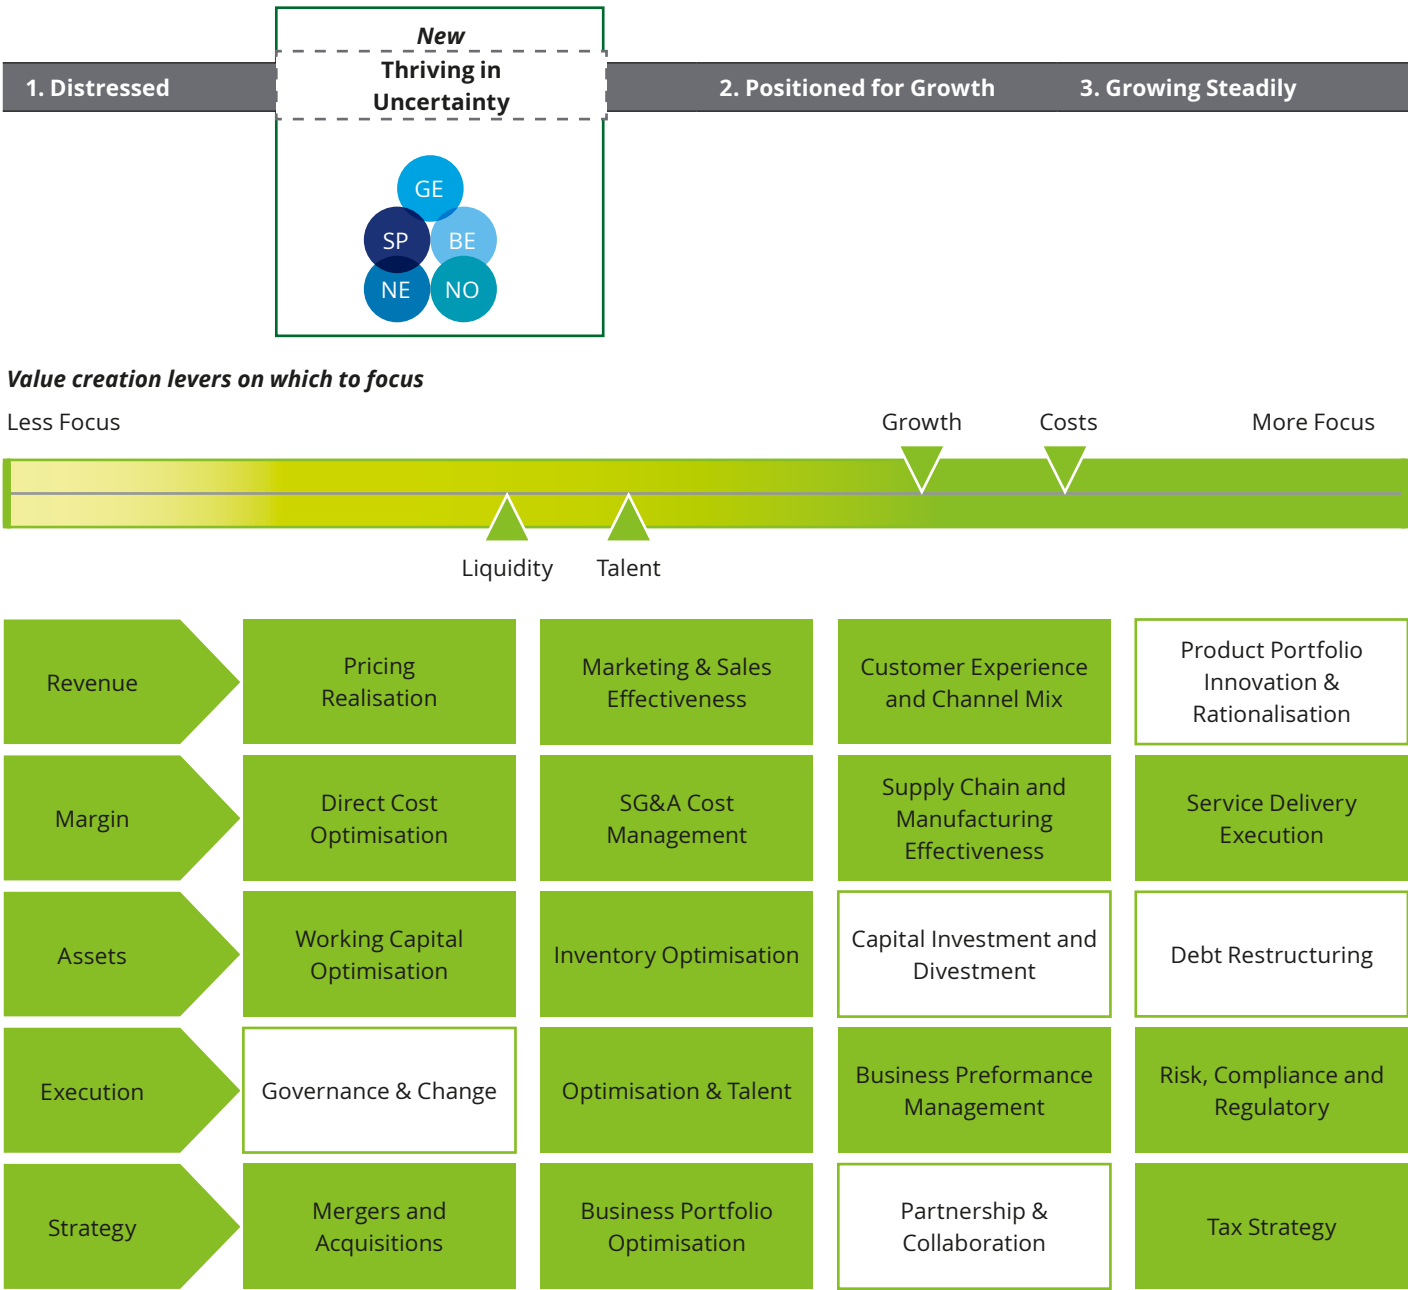 New
1. Distressed
Thriving in
Uncertainty
2. Positioned for Growth
3. Growing Steadily
GE
SP
BE
NE
NO
Value creation levers on which to focus
Less Focus
Growth
Costs
More Focus
Liquidity
Talent
Revenue
Pricing
Realisation
Marketing & Sales
Effectiveness
Customer Experience
and Channel Mix
Product Portfolio
Innovation &
Rationalisation
Margin
Direct Cost
Optimisation
SG&A Cost
Management
Supply Chain and
Manufacturing
Effectiveness
Service Delivery
Execution
Assets
Working Capital
Optimisation
Inventory Optimisation
Capital Investment and
Divestment
Debt Restructuring
Execution
Governance & Change
Optimisation & Talent
Business Preformance
Management
Risk, Compliance and
Regulatory
Strategy
Mergers and
Acquisitions
Business Portfolio
Optimisation
Partnership &
Collaboration
Tax Strategy